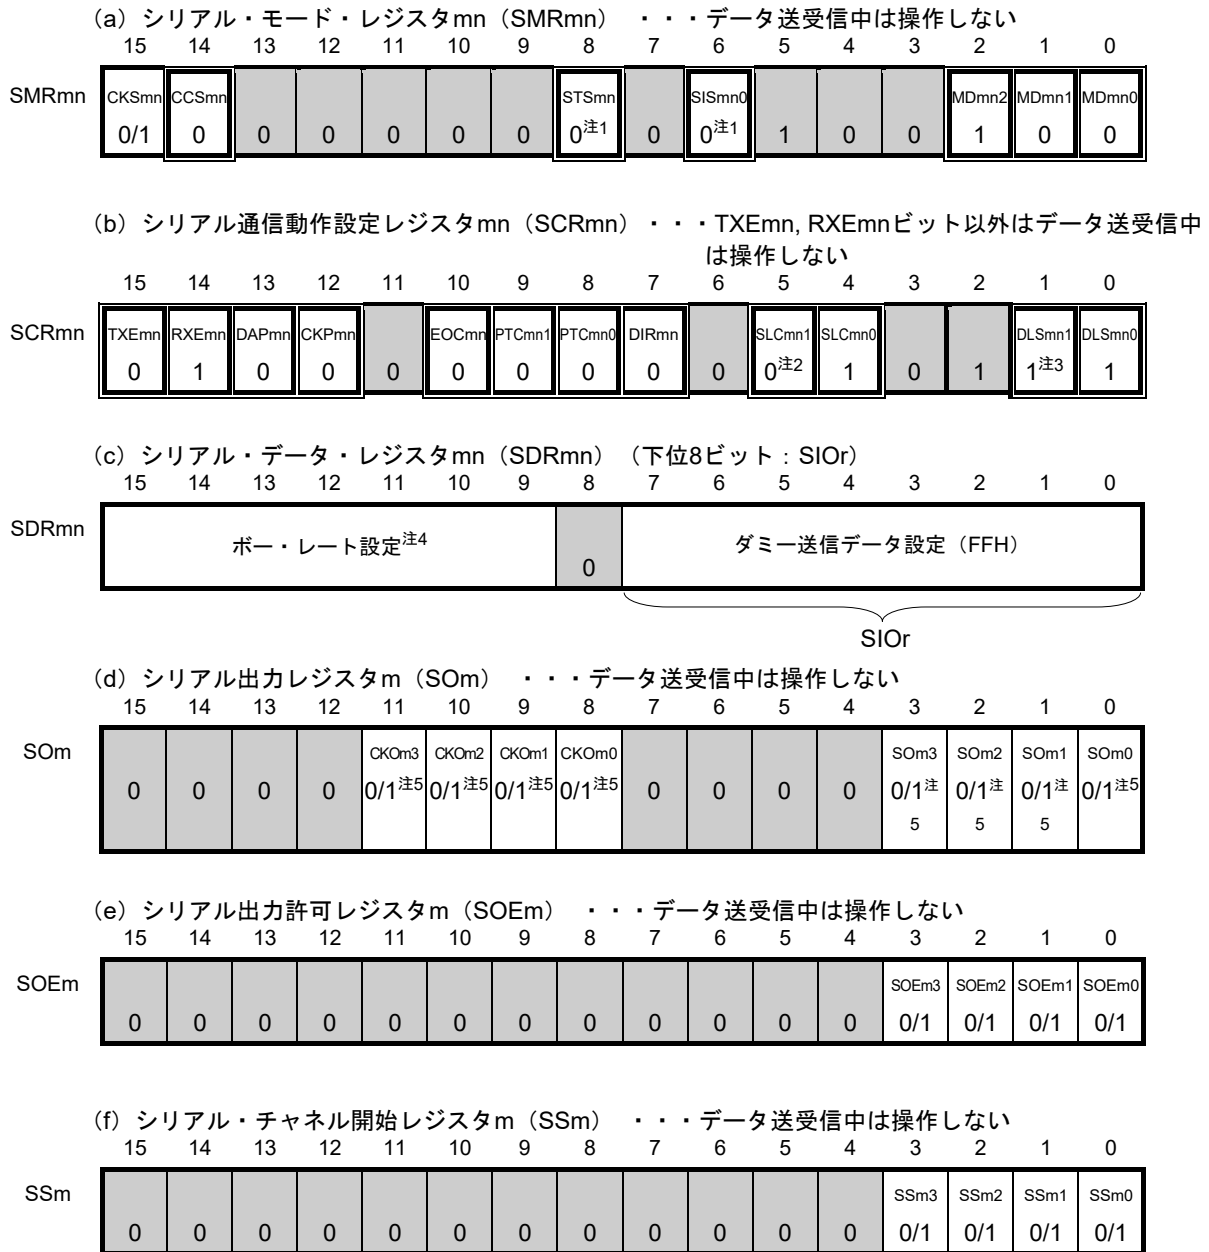 (a) シリアル・モード・レジスタmn（SMRmn） ・・・データ送受信中は操作しない
15 14 13 12 11 10 9 8 7 6 5 4 3 2 1 0
SMRmn CKSmn CCSmn STSmn SISmn0 MDmn2 MDmn1 MDmn0
0/1 0 0 0 0 0 0 0注1 0 0注1 1 0 0 1 0 0
(b) シリアル通信動作設定レジスタmn（SCRmn）・・・TXEmn, RXEmnビット以外はデータ送受信中
は操作しない
15 14 13 12 11 10 9 8 7 6 5 4 3 2 1 0
SCRmn TXEmn RXEmn DAPmn CKPmn EOCmn PTCmn1 PTCmn0 DIRmn SLCmn1 SLCmn0 DLSmn1 DLSmn0
0 1 0 0 0 0 0 0 0 0 0注2 1 0 1 1注3 1
(c) シリアル・データ・レジスタmn（SDRmn）（下位8ビット：SIOr）
15 14 13 12 11 10 9 8 7 6 5 4 3 2 1 0
SDRmn ボー・レート設定注4 0 ダミー送信データ設定（FFH）
SIOr
(d) シリアル出力レジスタm（SOm） ・・・データ送受信中は操作しない
15 14 13 12 11 10 9 8 7 6 5 4 3 2 1 0
SOm CKOm3 CKOm2 CKOm1 CKOm0 SOm3 SOm2 SOm1 SOm0
0 0 0 0 0/1注5 0/1注5 0/1注5 0/1注5 0 0 0 0 0/1注 0/1注 0/1注 0/1注5
5 5 5
(e) シリアル出力許可レジスタm（SOEm） ・・・データ送受信中は操作しない
15 14 13 12 11 10 9 8 7 6 5 4 3 2 1 0
SOEm SOEm3 SOEm2 SOEm1 SOEm0
0 0 0 0 0 0 0 0 0 0 0 0 0/1 0/1 0/1 0/1
(f) シリアル・チャネル開始レジスタm（SSm） ・・・データ送受信中は操作しない
15 14 13 12 11 10 9 8 7 6 5 4 3 2 1 0
SSm SSm3 SSm2 SSm1 SSm0
0 0 0 0 0 0 0 0 0 0 0 0 0/1 0/1 0/1 0/1